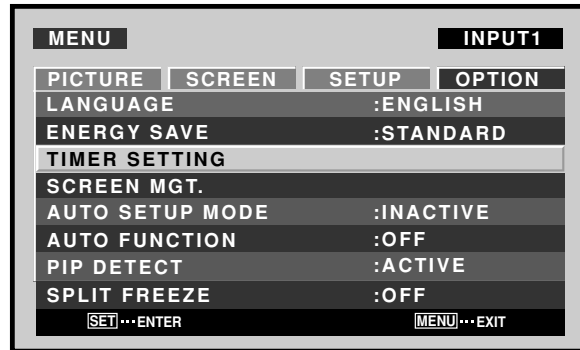 MENU INPUT1
PICTURE SCREEN SETUP OPTION
LANGUAGE :ENGLISH
ENERGY SAVE :STANDARD
TIMER SETTING
SCREEN MGT.
AUTO SETUP MODE :INACTIVE
AUTO FUNCTION :OFF
PIP DETECT :ACTIVE
SPLIT FREEZE :OFF
SET···ENTER MENU···EXIT